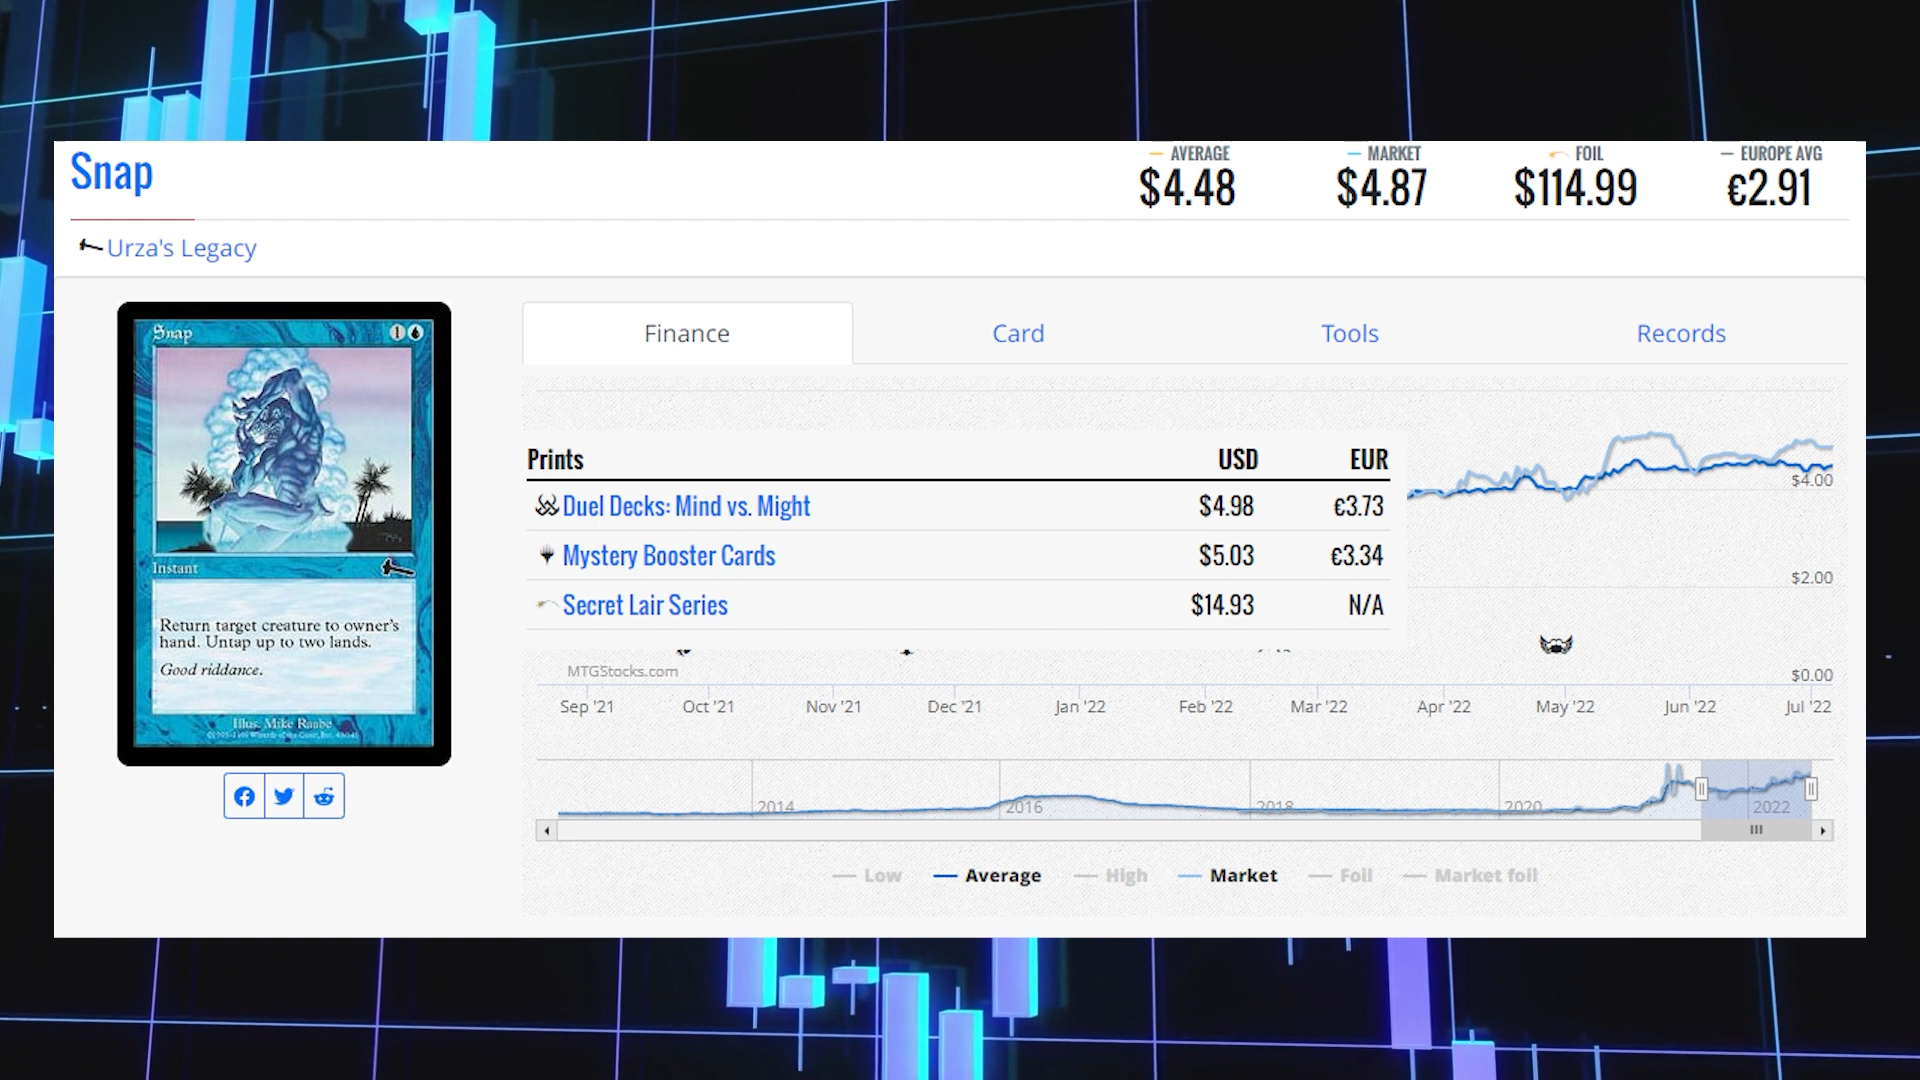 Snap
AVERAGE
$4.48
MARKET
$4.87
FOIL
$114.99
EUROPE AVG
€2.91
Urza's Legacy
Snap
1
Instant
Return target creature to owner's
hand. Untap up to two lands.
Good riddance.
Illus. Mike Raabe
Finance
Card
Tools
Records
Prints USD EUR
Duel Decks: Mind vs. Might $4.98 €3.73
Mystery Booster Cards $5.03 €3.34
Secret Lair Series $14.93 N/A
$4.00
$2.00
$0.00
MTGStocks.com
Sep '21 Oct '21 Nov '21 Dec '21 Jan '22 Feb '22 Mar '22 Apr '22 May '22 Jun '22 Jul '22
2014 2016 2018 2020 2022
Low Average High Market Foil Market foil